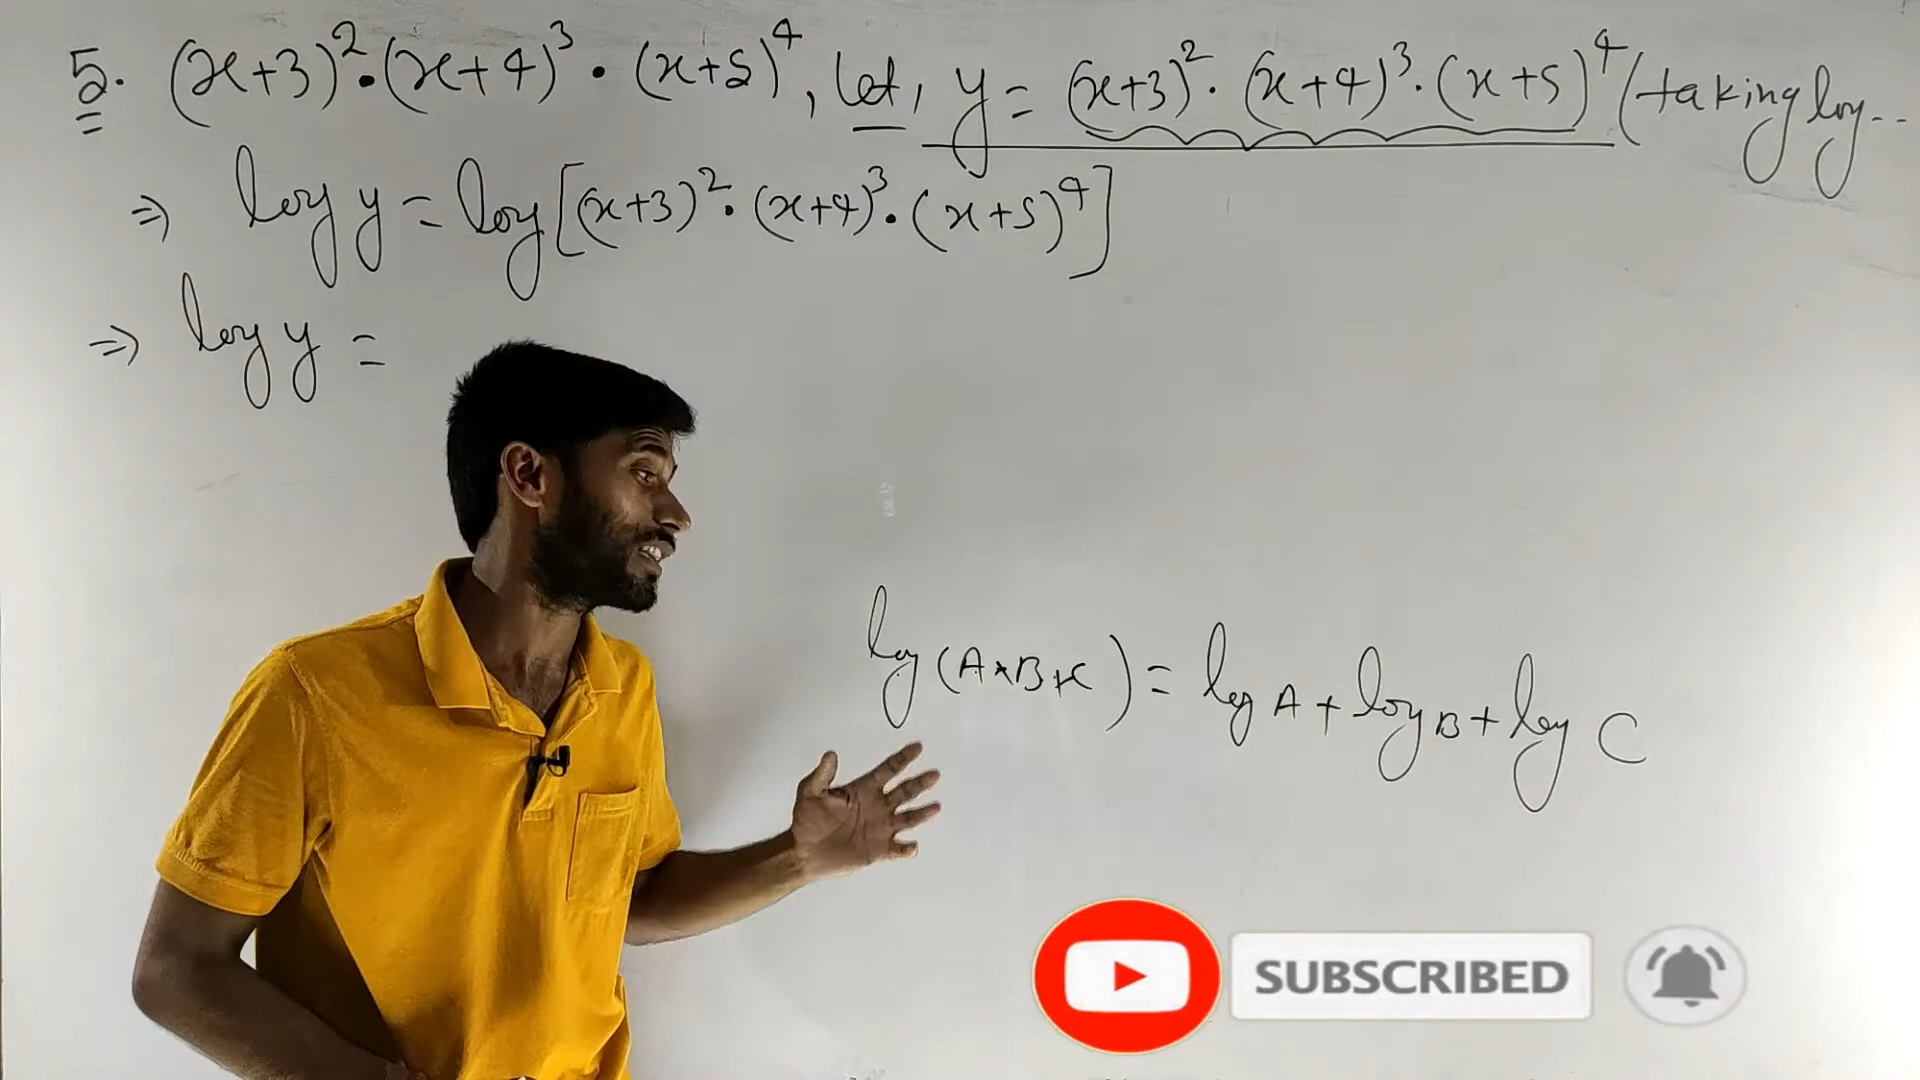 5. (x+3)²·(x+4)³·(x+5)⁴, let, y = (x+3)²·(x+4)³·(x+5)⁴ (taking log..
⇒ log y = log[(x+3)²·(x+4)³·(x+5)⁴]
⇒ log y =
log(A×B×C) = log A + log B + log C
SUBSCRIBED